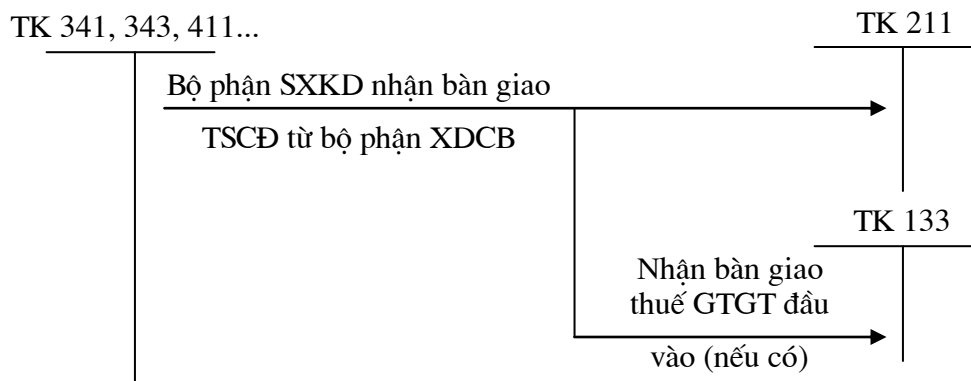 TK 341, 343, 411...
TK 211
Bộ phận SXKD nhận bàn giao
TSCĐ từ bộ phận XDCB
TK 133
Nhận bàn giao
thuế GTGT đầu
vào (nếu có)